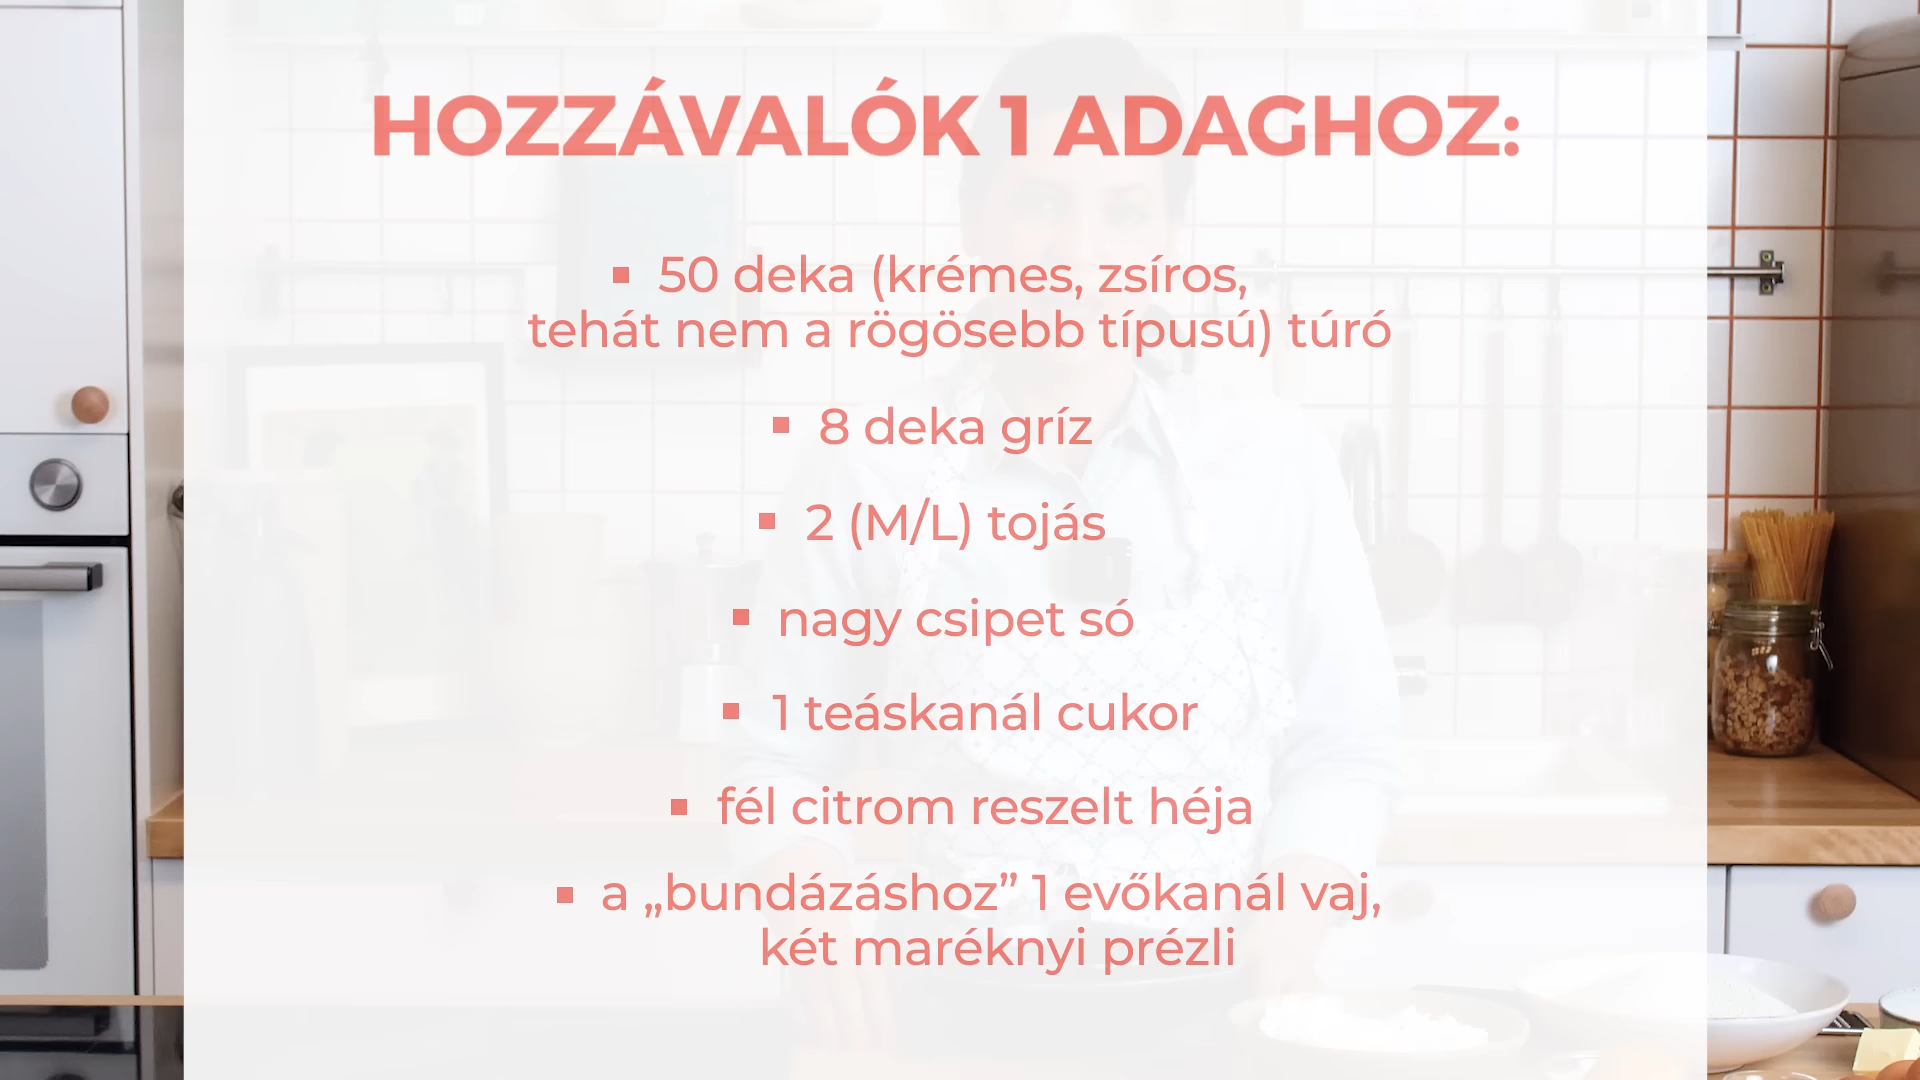 HOZZÁVALÓK 1 ADAGHOZ:
▪ 50 deka (krémes, zsíros,
tehát nem a rögösebb típusú) túró
▪ 8 deka gríz
▪ 2 (M/L) tojás
▪ nagy csipet só
▪ 1 teáskanál cukor
▪ fél citrom reszelt héja
▪ a „bundázáshoz” 1 evőkanál vaj,
két maréknyi prézli